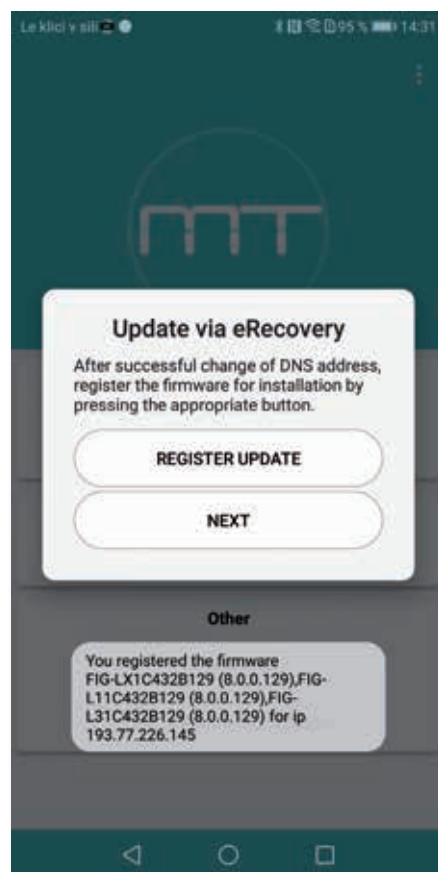 Le klici v sili
95 % 14:31
mT
Update via eRecovery
After successful change of DNS address,
register the firmware for installation by
pressing the appropriate button.
REGISTER UPDATE
NEXT
Other
You registered the firmware
FIG-LX1C432B129 (8.0.0.129),FIG-
L11C432B129 (8.0.0.129),FIG-
L31C432B129 (8.0.0.129) for ip
193.77.226.145